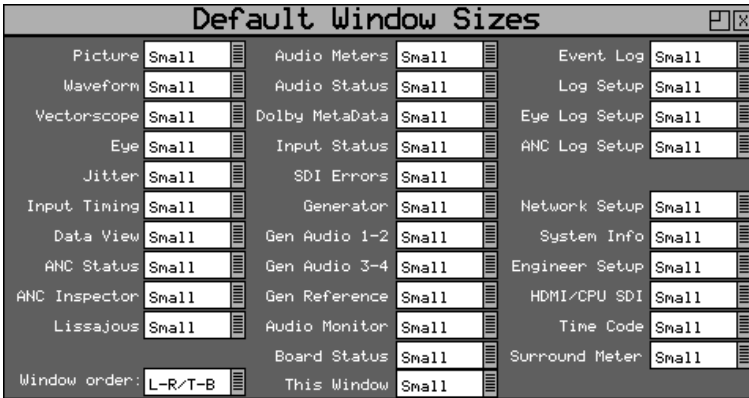 Default Window Sizes
Picture Small Audio Meters Small Event Log Small
Waveform Small Audio Status Small Log Setup Small
Vectorscope Small Dolby MetaData Small Eye Log Setup Small
Eye Small Input Status Small ANC Log Setup Small
Jitter Small SDI Errors Small
Input Timing Small Generator Small Network Setup Small
Data View Small Gen Audio 1-2 Small System Info Small
ANC Status Small Gen Audio 3-4 Small Engineer Setup Small
ANC Inspector Small Gen Reference Small HDMI/CPU SDI Small
Lissajous Small Audio Monitor Small Time Code Small
Board Status Small Surround Meter Small
Window order: L-R/T-B This Window Small